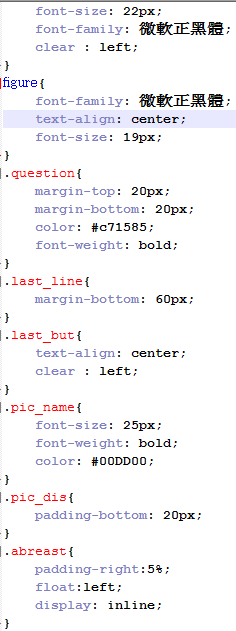 font-size: 22px;
font-family: 微軟正黑體;
clear : left;
}
figure{
font-family: 微軟正黑體;
text-align: center;
font-size: 19px;
}
.question{
margin-top: 20px;
margin-bottom: 20px;
color: #c71585;
font-weight: bold;
}
.last_line{
margin-bottom: 60px;
}
.last_but{
text-align: center;
clear : left;
}
.pic_name{
font-size: 25px;
font-weight: bold;
color: #00DD00;
}
.pic_dis{
padding-bottom: 20px;
}
.abreast{
padding-right:5%;
float:left;
display: inline;
}